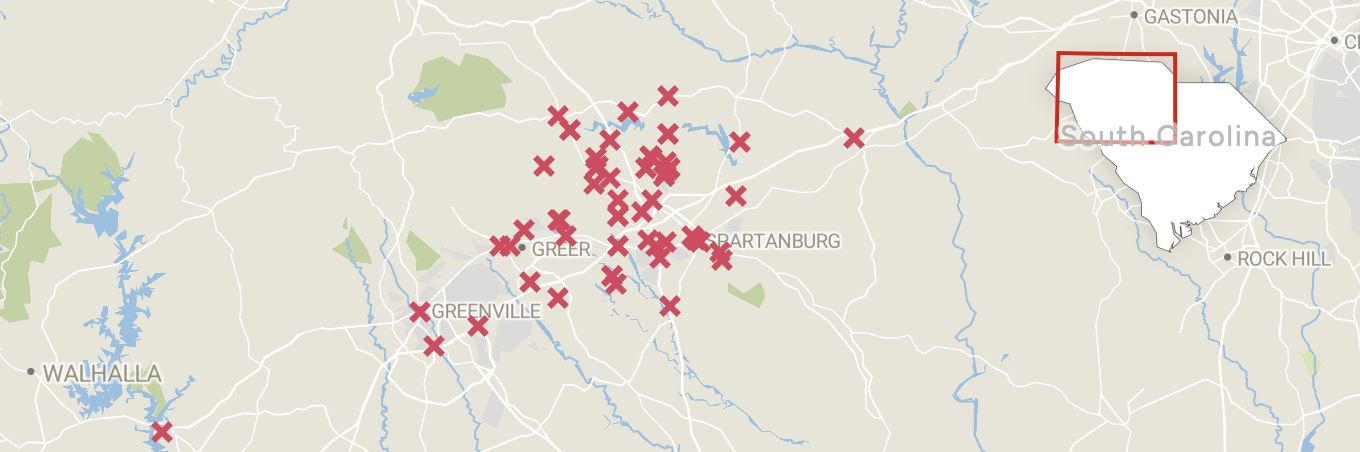 GASTONIA
South Carolina
GREER
SPARTANBURG
ROCK HILL
GREENVILLE
WALHALLA